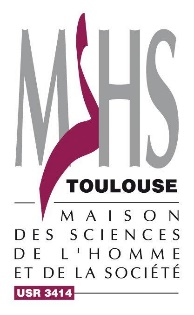 MSHS
TOULOUSE
MAISON
DES SCIENCES
DE L'HOMME
ET DE LA SOCIÉTÉ
USR 3414